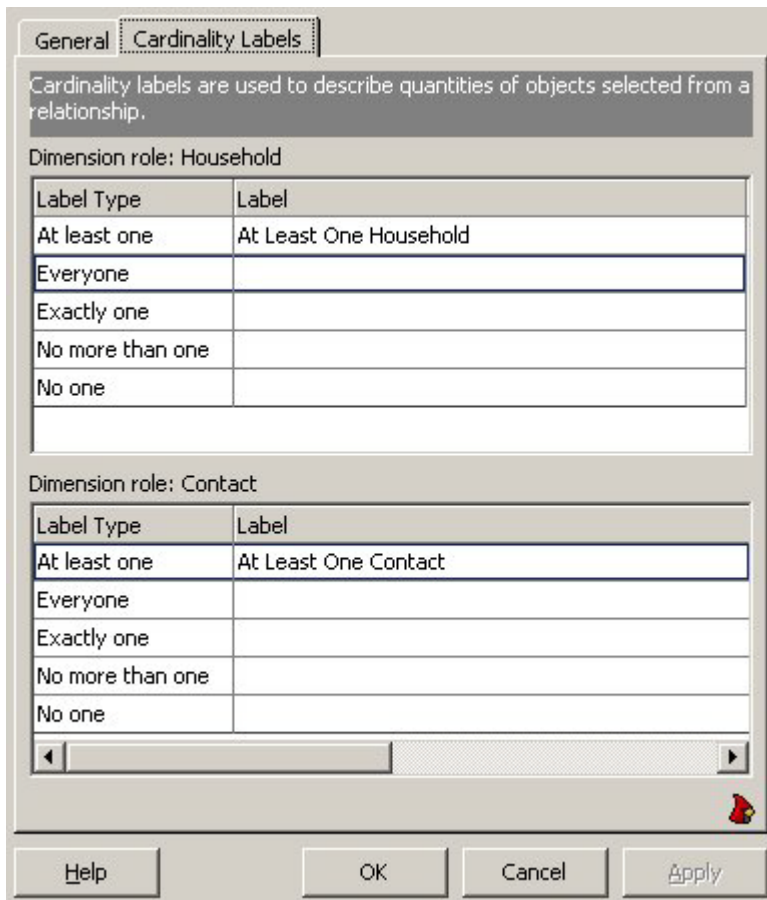 General Cardinality Labels
Cardinality labels are used to describe quantities of objects selected from a
relationship.
Dimension role: Household
Label Type Label
At least one At Least One Household
Everyone
Exactly one
No more than one
No one
Dimension role: Contact
Label Type Label
At least one At Least One Contact
Everyone
Exactly one
No more than one
No one
Help OK Cancel Apply